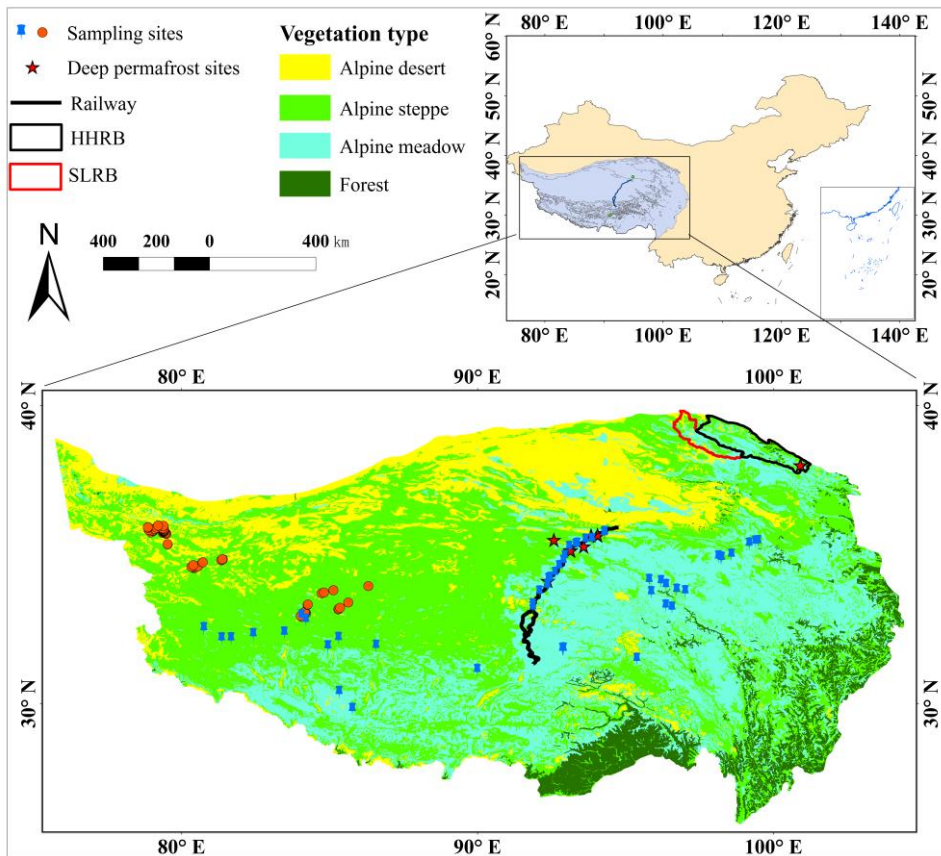 Sampling sites
Deep permafrost sites
Railway
HHRB
SLRB
Vegetation type
Alpine desert
Alpine steppe
Alpine meadow
Forest
N
400 200 0 400 km
80° E 100° E 120° E 140° E
60° N
50° N
40° N
30° N
20° N
60° N
50° N
40° N
30° N
20° N
80° E 100° E 120° E 140° E
80° E 90° E 100° E
40° N
30° N
40° N
30° N
80° E 90° E 100° E